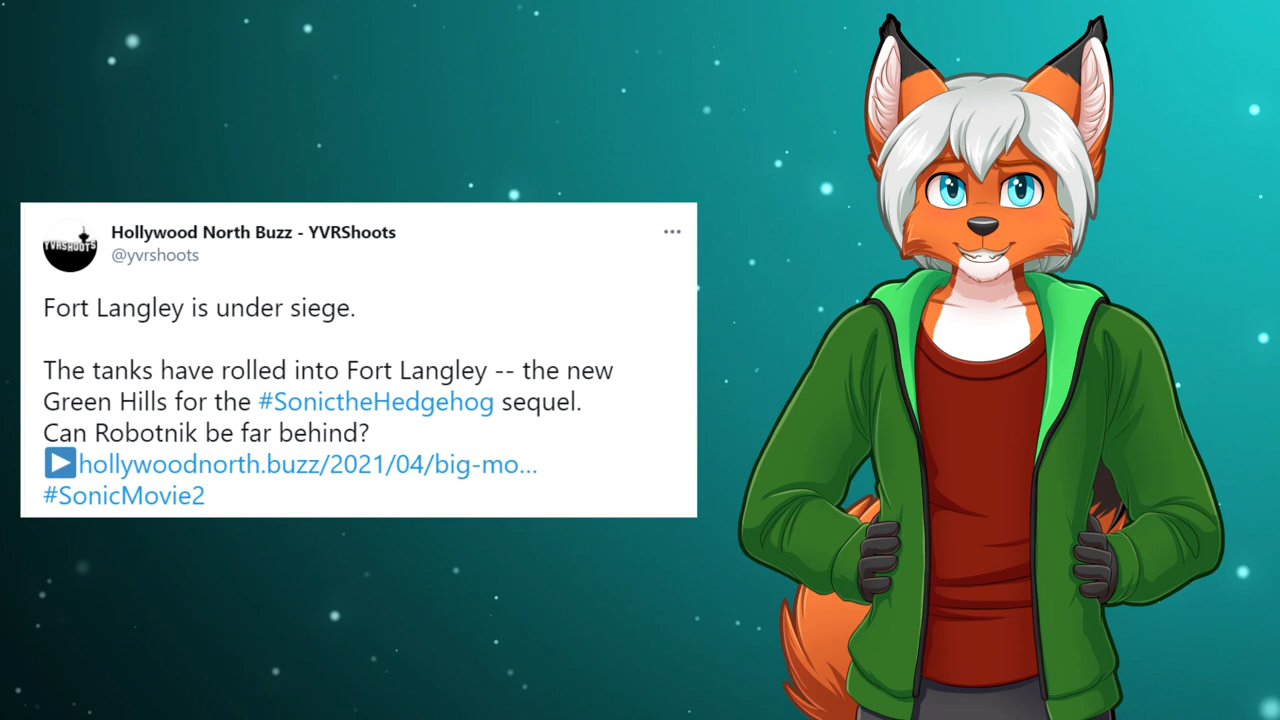 YVRSHOOTS
Hollywood North Buzz - YVRShoots
@yvrshoots
Fort Langley is under siege.
The tanks have rolled into Fort Langley -- the new
Green Hills for the #SonictheHedgehog sequel.
Can Robotnik be far behind?
hollywoodnorth.buzz/2021/04/big-mo...
#SonicMovie2